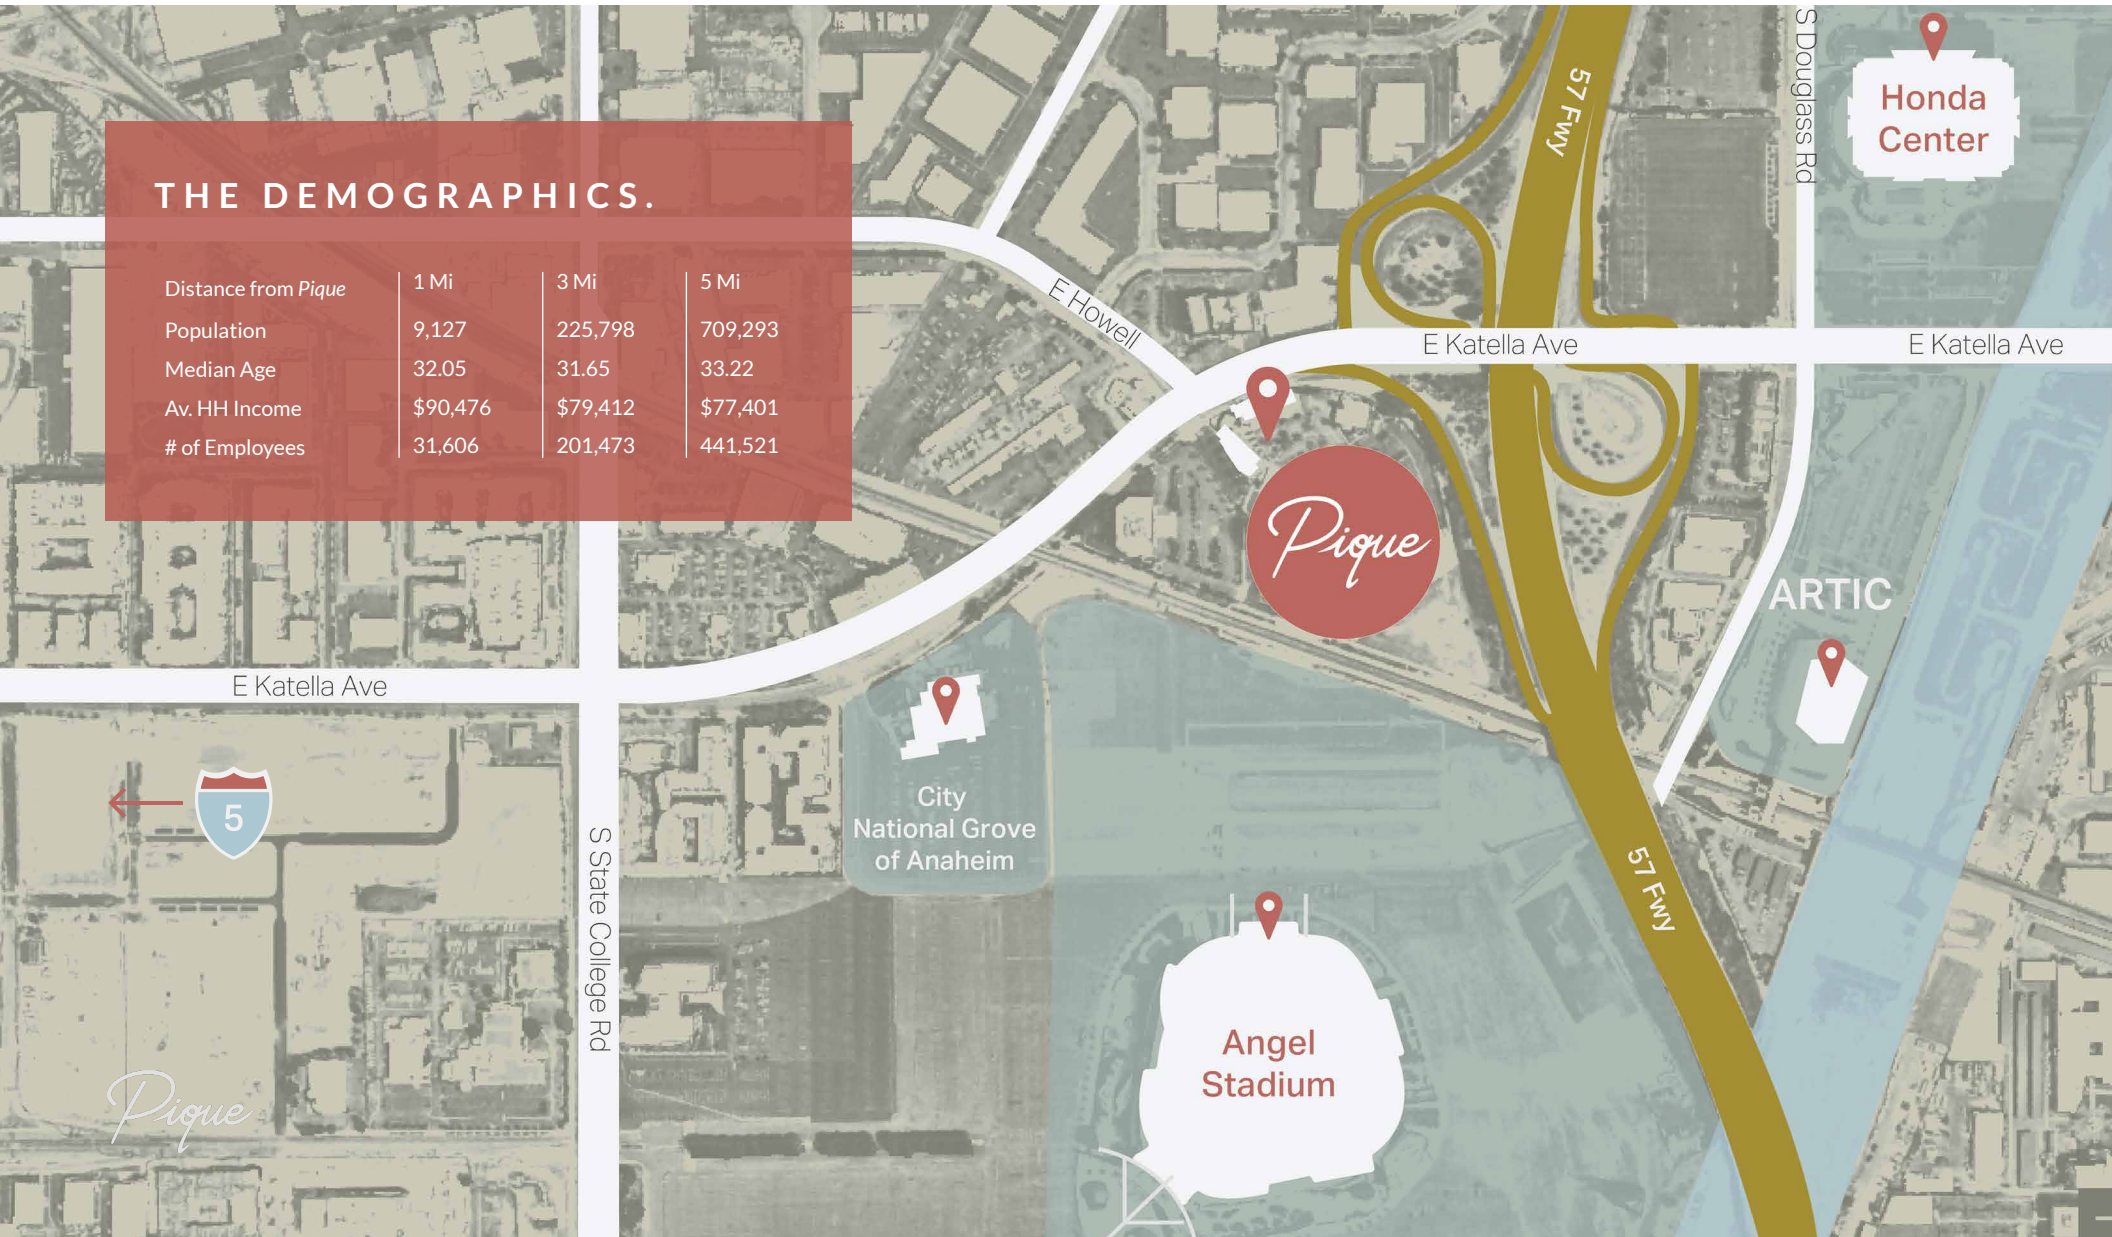 THE DEMOGRAPHICS.
Distance from Pique 1 Mi 3 Mi 5 Mi
Population 9,127 225,798 709,293
Median Age 32.05 31.65 33.22
Av. HH Income $90,476 $79,412 $77,401
# of Employees 31,606 201,473 441,521
57 Fwy
S Douglass Rd
Honda
Center
E Howell
E Katella Ave
E Katella Ave
Pique
ARTIC
E Katella Ave
5
City
National Grove
of Anaheim
S State College Rd
57 Fwy
Angel
Stadium
Pique